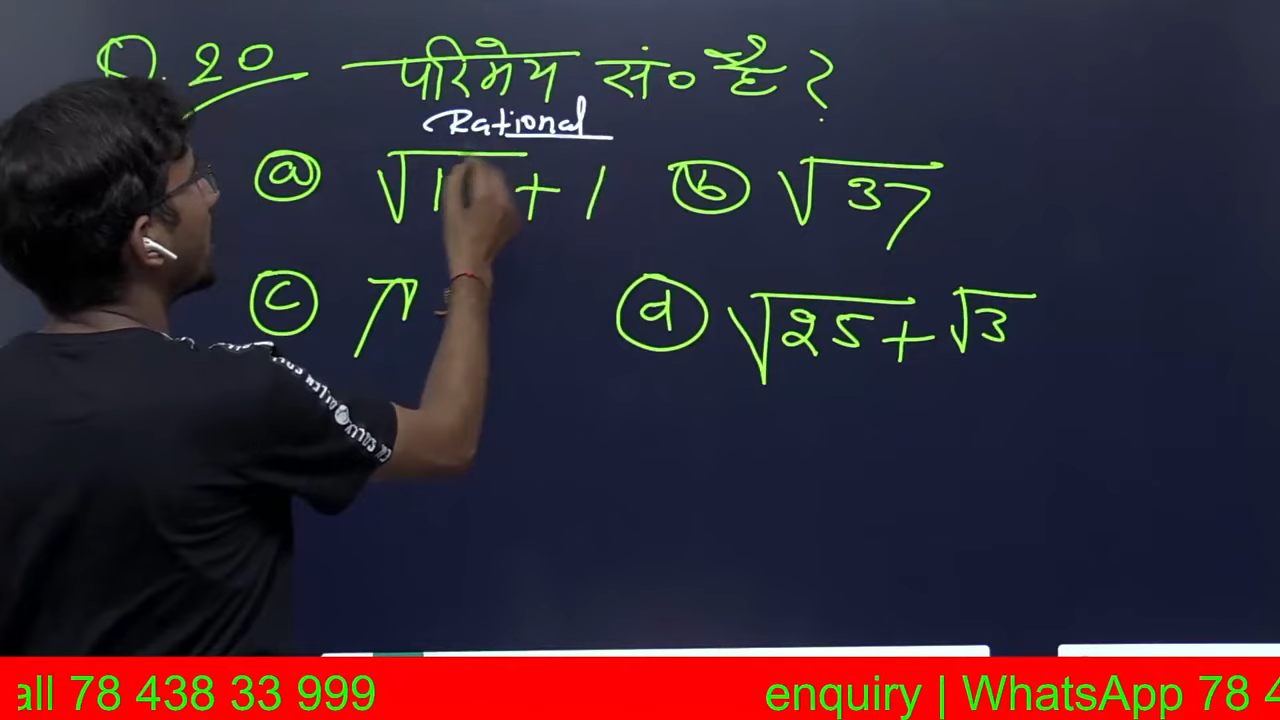 Q. 20 परिमेय सं० है ?
Rational
(a) √1 + 1 (b) √37
(c) π (d) √25 + √3
all 78 438 33 999 enquiry | WhatsApp 78 4